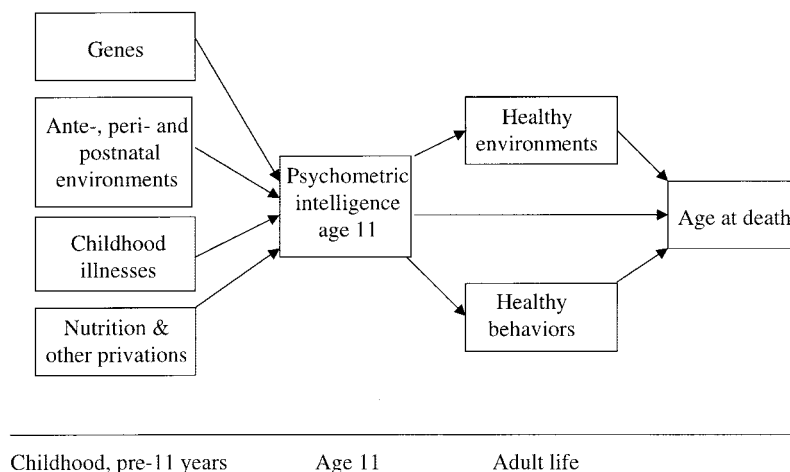 Genes
Ante-, peri- and
postnatal
environments
Childhood
illnesses
Nutrition &
other privations
Psychometric
intelligence
age 11
Healthy
environments
Healthy
behaviors
Age at death
Childhood, pre-11 years
Age 11
Adult life